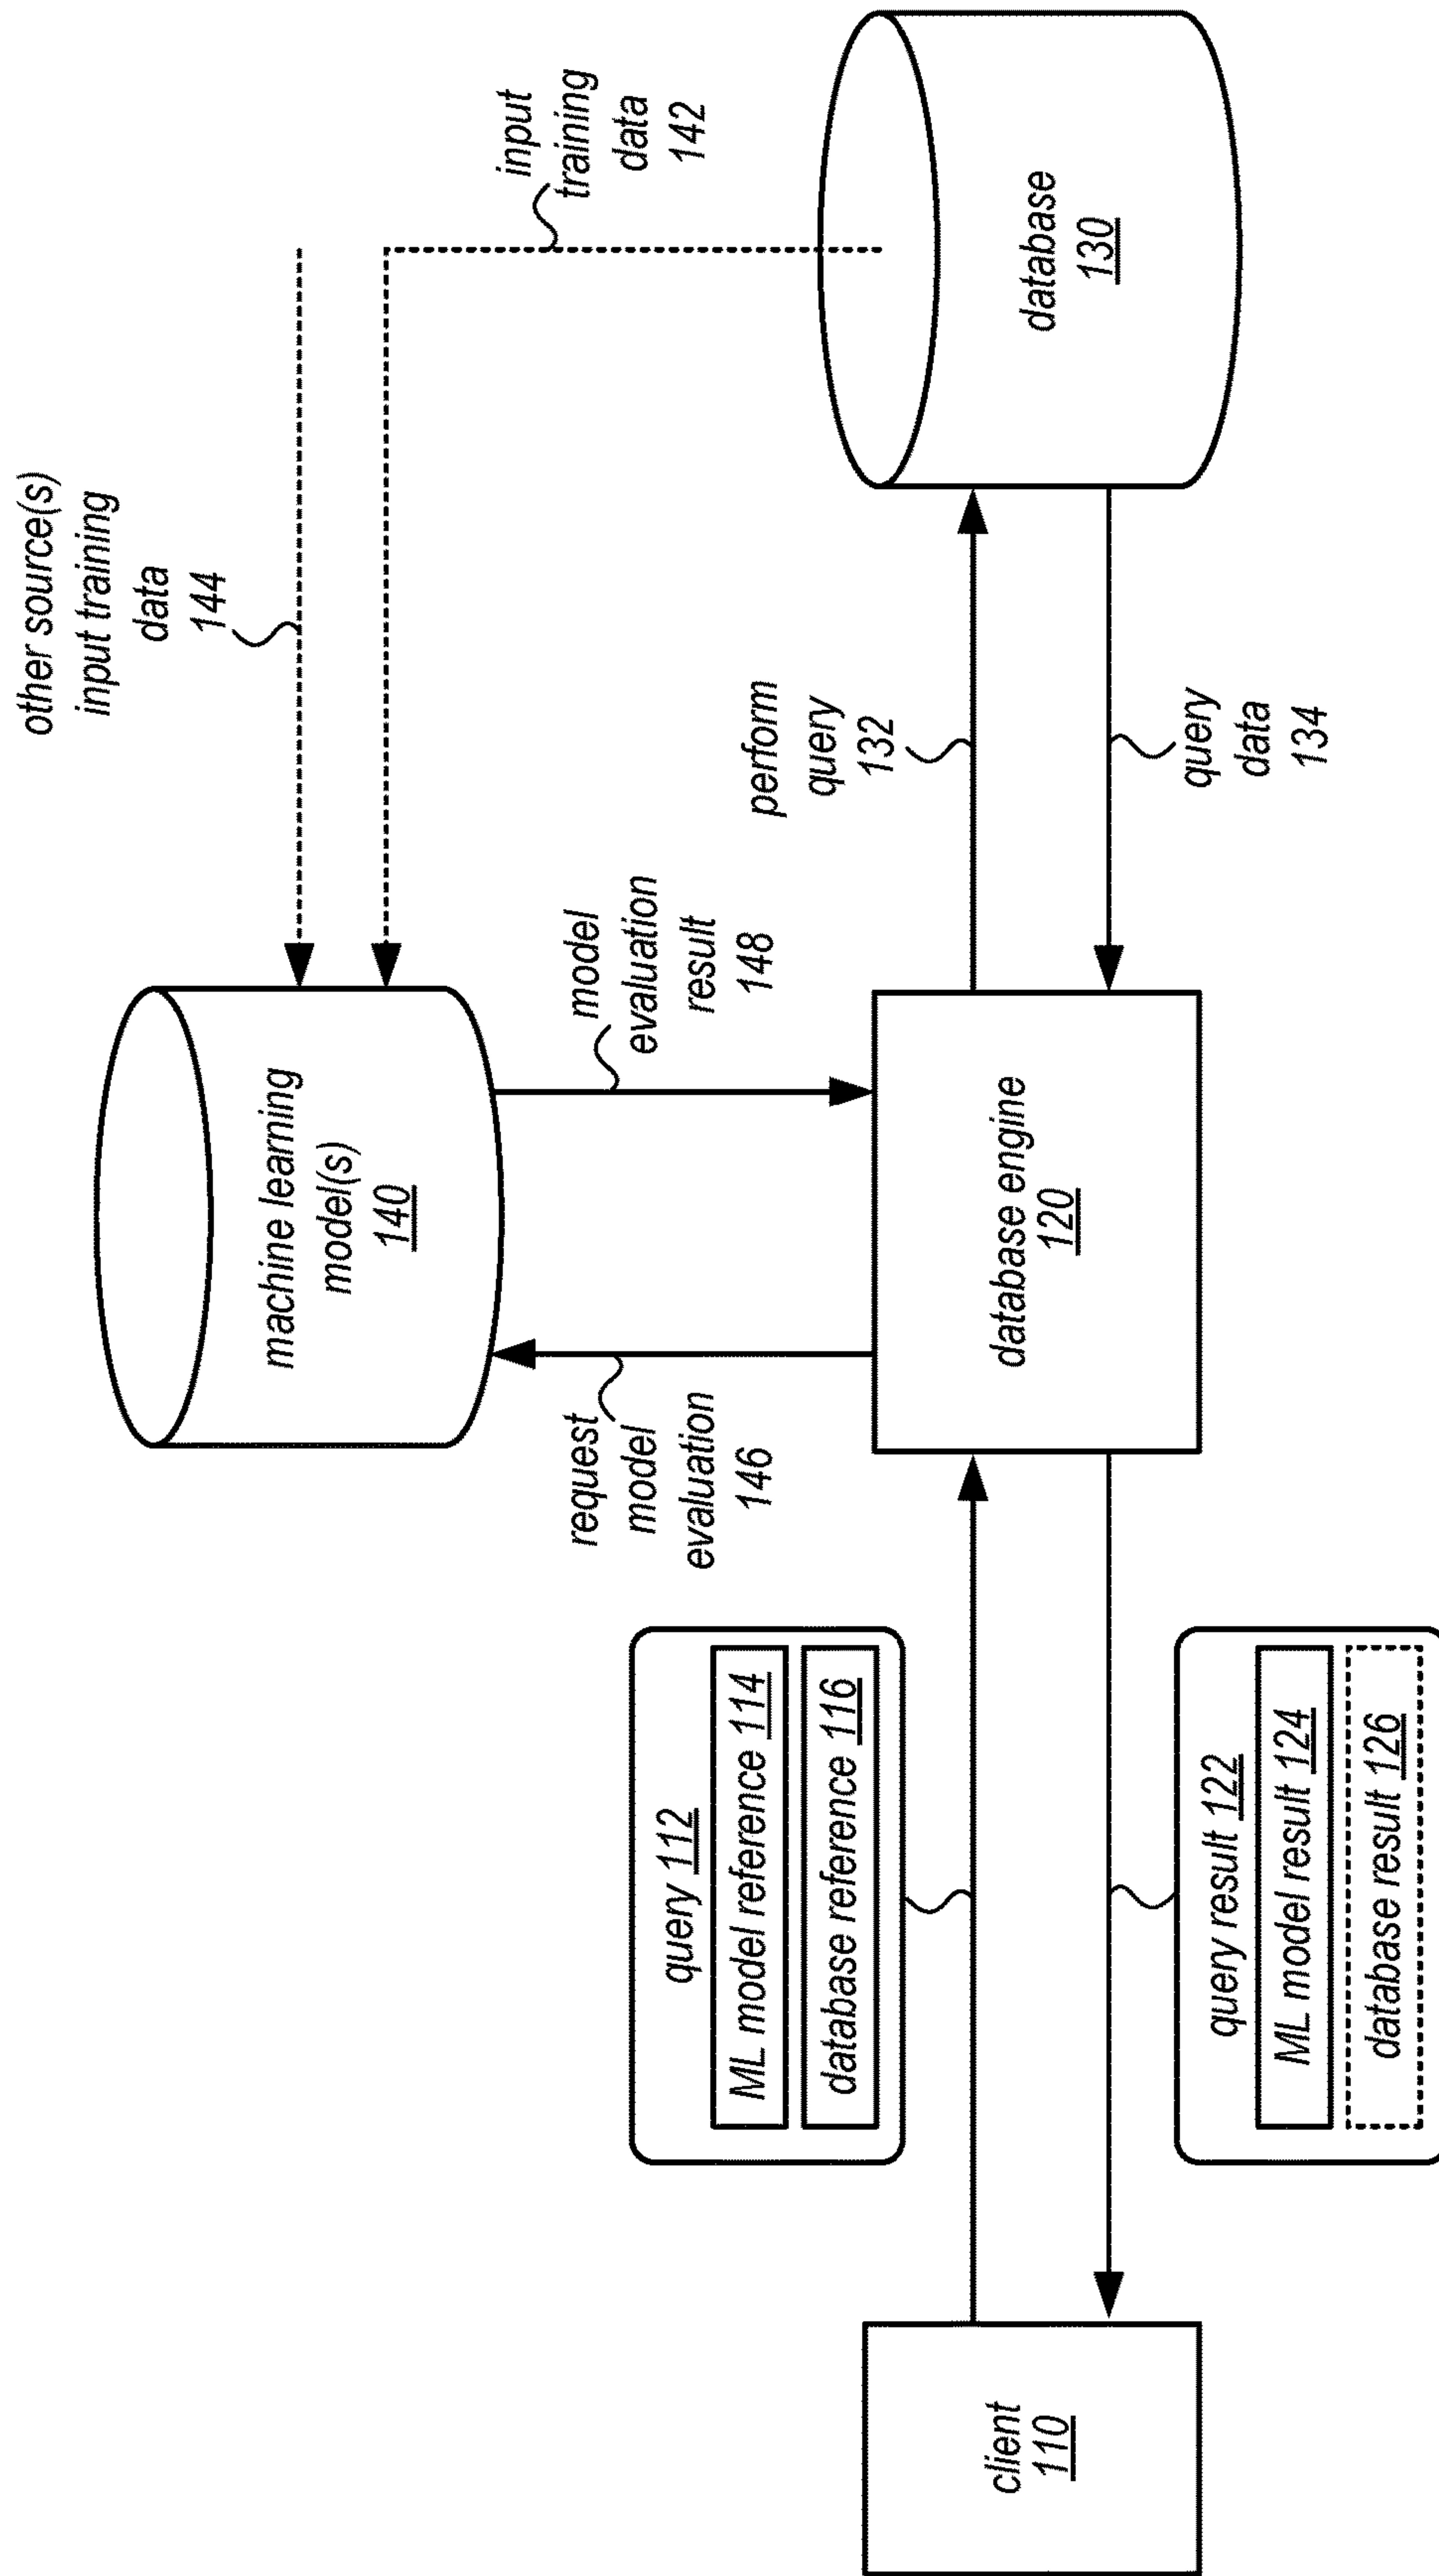 other source(s)
input training
data
144
input
training
data
142
machine learning
model(s)
140
request
model
evaluation
146
model
evaluation
result
148
perform
query
132
query 112
ML model reference 114
database reference 116
client
110
database engine
120
database
130
query
data
134
query result 122
ML model result 124
database result 126